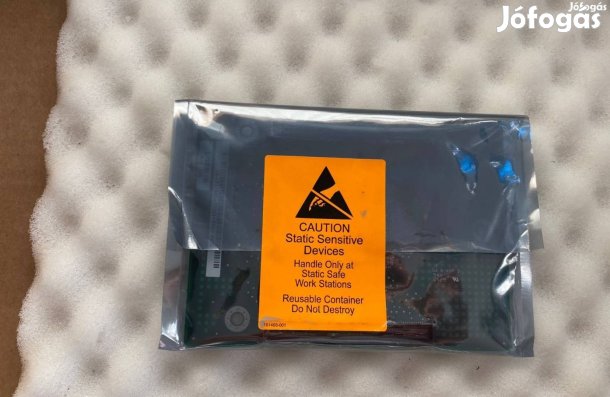 Jófogás
Jófogás
CAUTION
Static Sensitive
Devices
Handle Only at
Static Safe
Work Stations
Reusable Container
Do Not Destroy